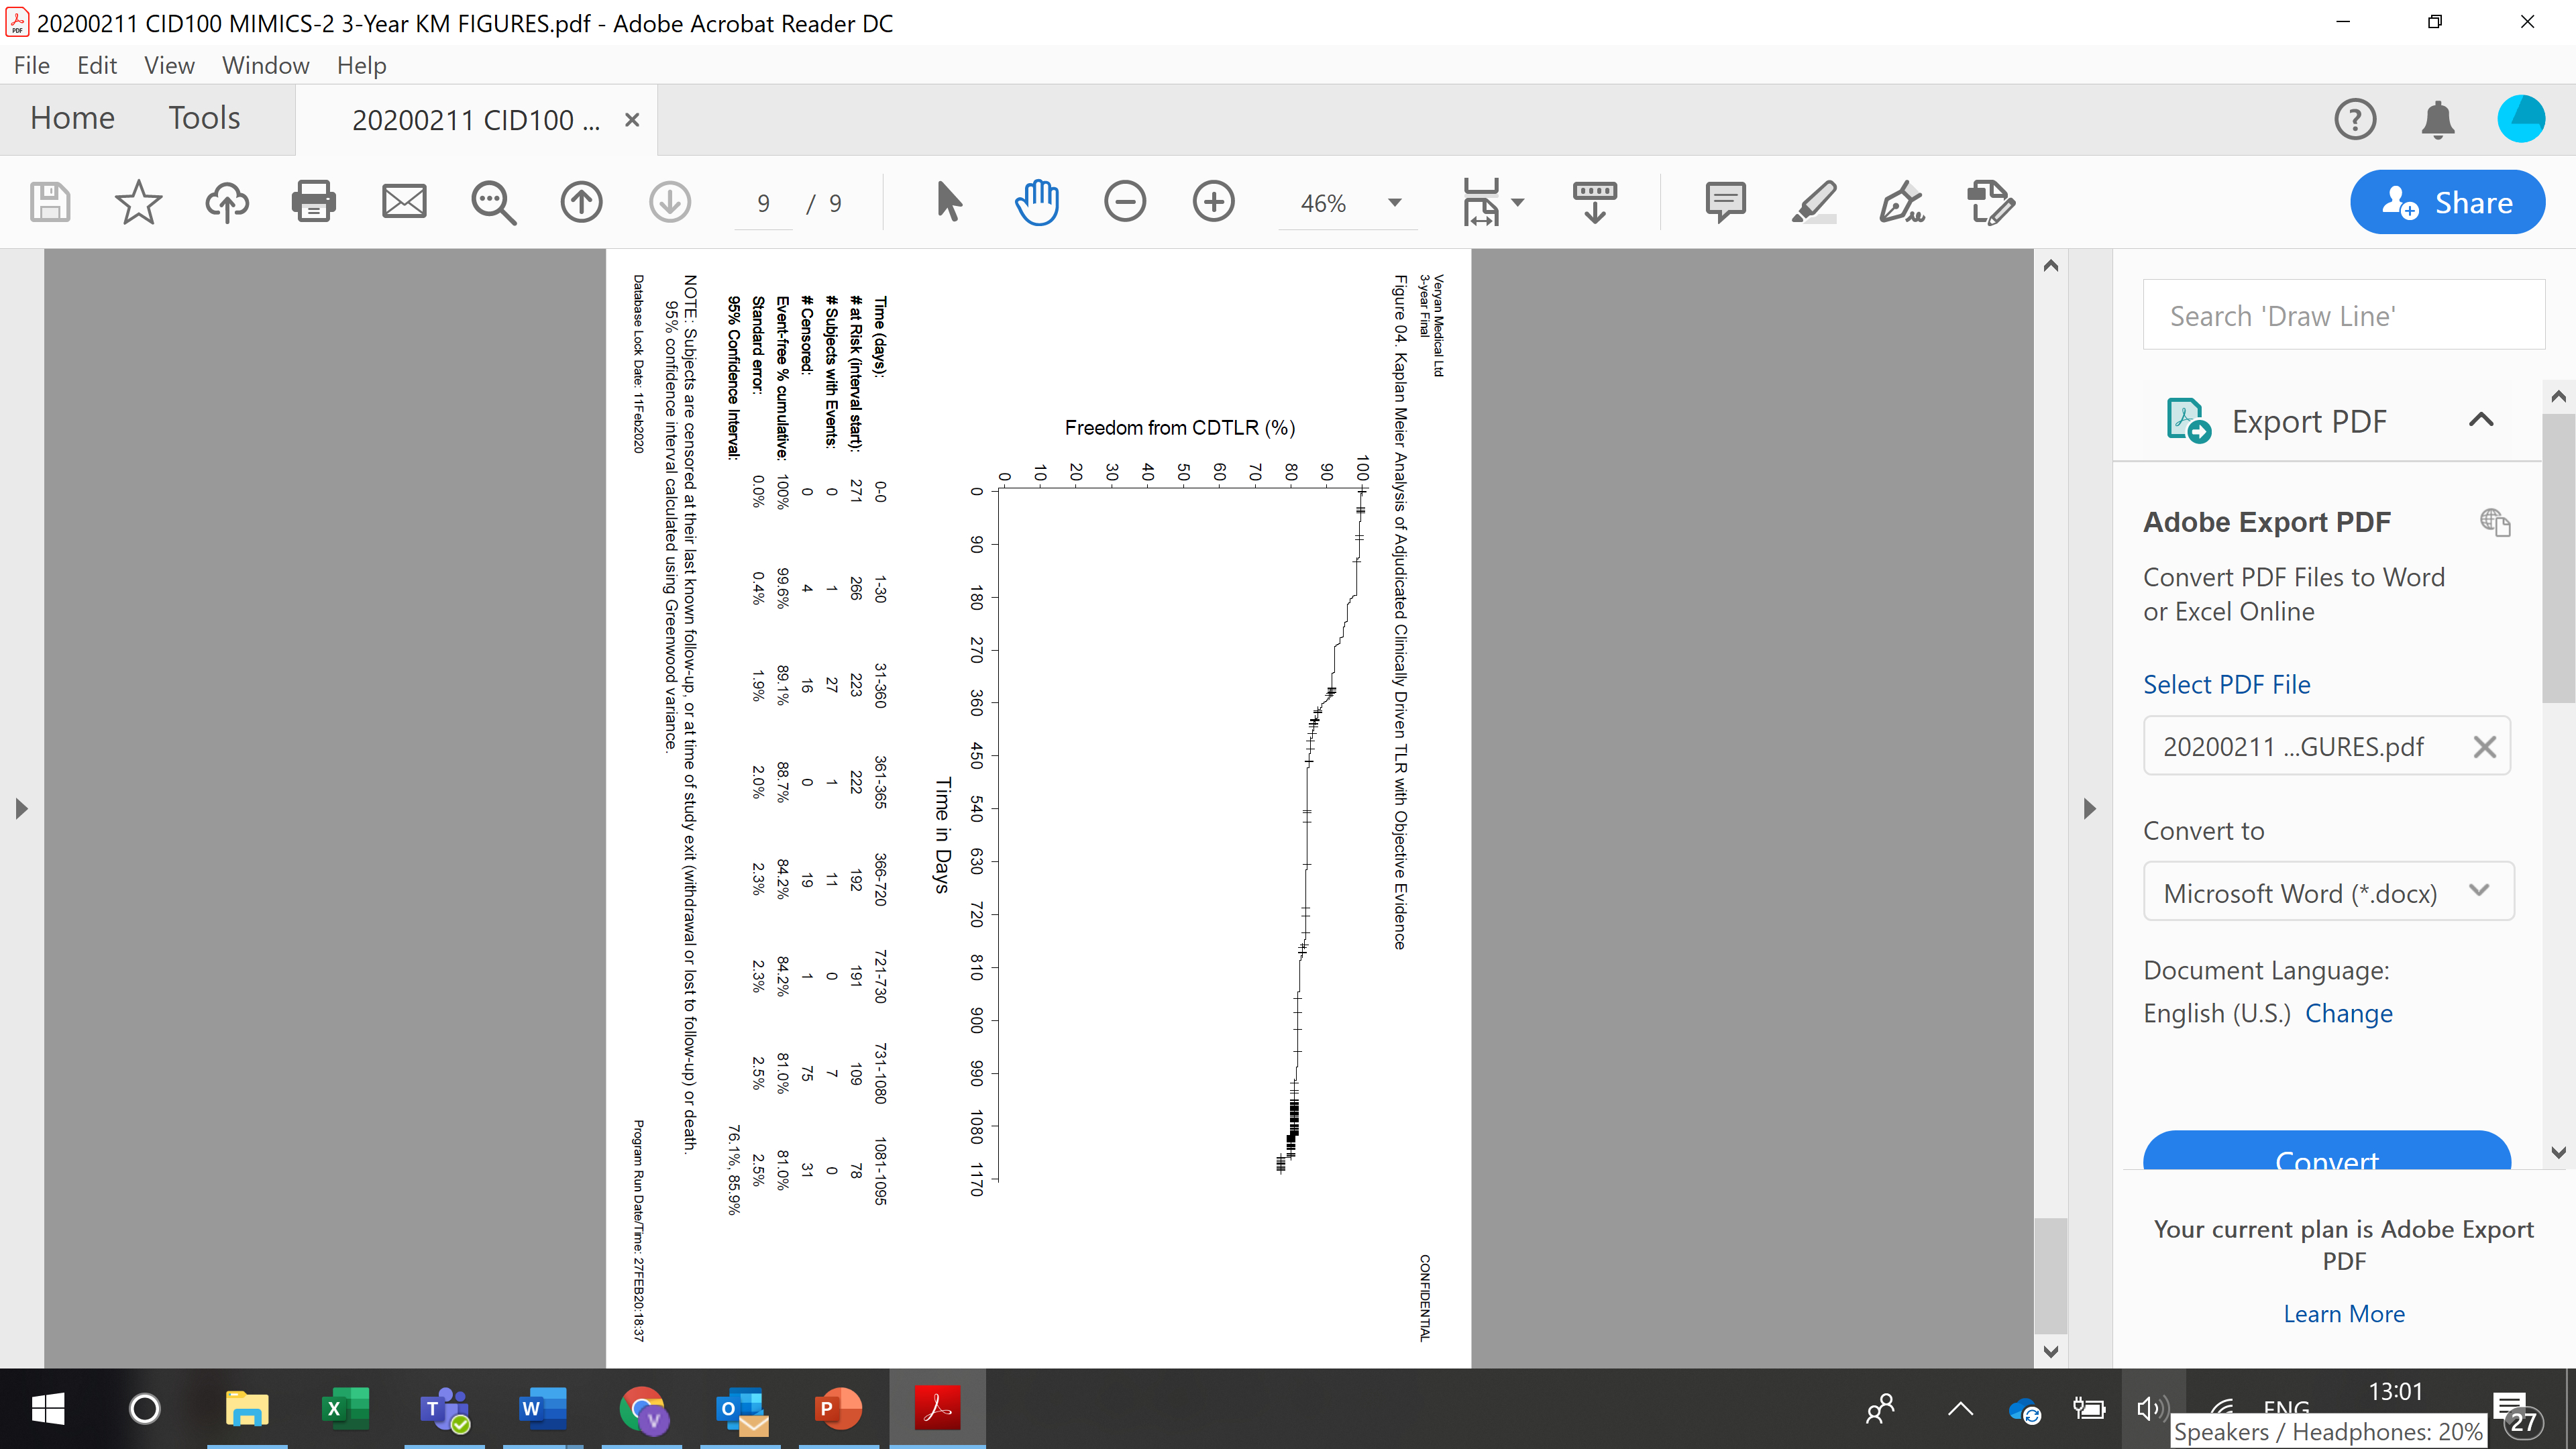 20200211 CID100 MIMICS-2 3-Year KM FIGURES.pdf - Adobe Acrobat Reader DC
File Edit View Window Help
Home Tools 20200211 CID100 ...
9 / 9 46% Share
Veryan Medical Ltd
3-year Final
CONFIDENTIAL
Figure 04. Kaplan Meier Analysis of Adjudicated Clinically Driven TLR with Objective Evidence
Freedom from CDTLR (%)
100
90
80
70
60
50
40
30
20
10
0
0 90 180 270 360 450 540 630 720 810 900 990 1080 1170
Time in Days
Time (days): 0-0 1-30 31-360 361-365 366-720 721-730 731-1080 1081-1095
# at Risk (interval start): 271 266 223 222 192 191 109 78
# Subjects with Events: 0 1 27 1 11 0 7 0
# Censored: 0 4 16 0 19 1 75 31
Event-free % cumulative: 100% 99.6% 89.1% 88.7% 84.2% 84.2% 81.0% 81.0%
Standard error: 0.0% 0.4% 1.9% 2.0% 2.3% 2.3% 2.5% 2.5%
95% Confidence Interval: 76.1%, 85.9%
NOTE: Subjects are censored at their last known follow-up, or at time of study exit (withdrawal or lost to follow-up) or death.
95% confidence interval calculated using Greenwood variance.
Database Lock Date: 11Feb2020 Program Run Date/Time: 27FEB20:18:37
Search 'Draw Line'
Export PDF
Adobe Export PDF
Convert PDF Files to Word
or Excel Online
Select PDF File
20200211 ...GURES.pdf
Convert to
Microsoft Word (*.docx)
Document Language:
English (U.S.) Change
Convert
Your current plan is Adobe Export
PDF
Learn More
13:01
ENG
27
Speakers / Headphones: 20%